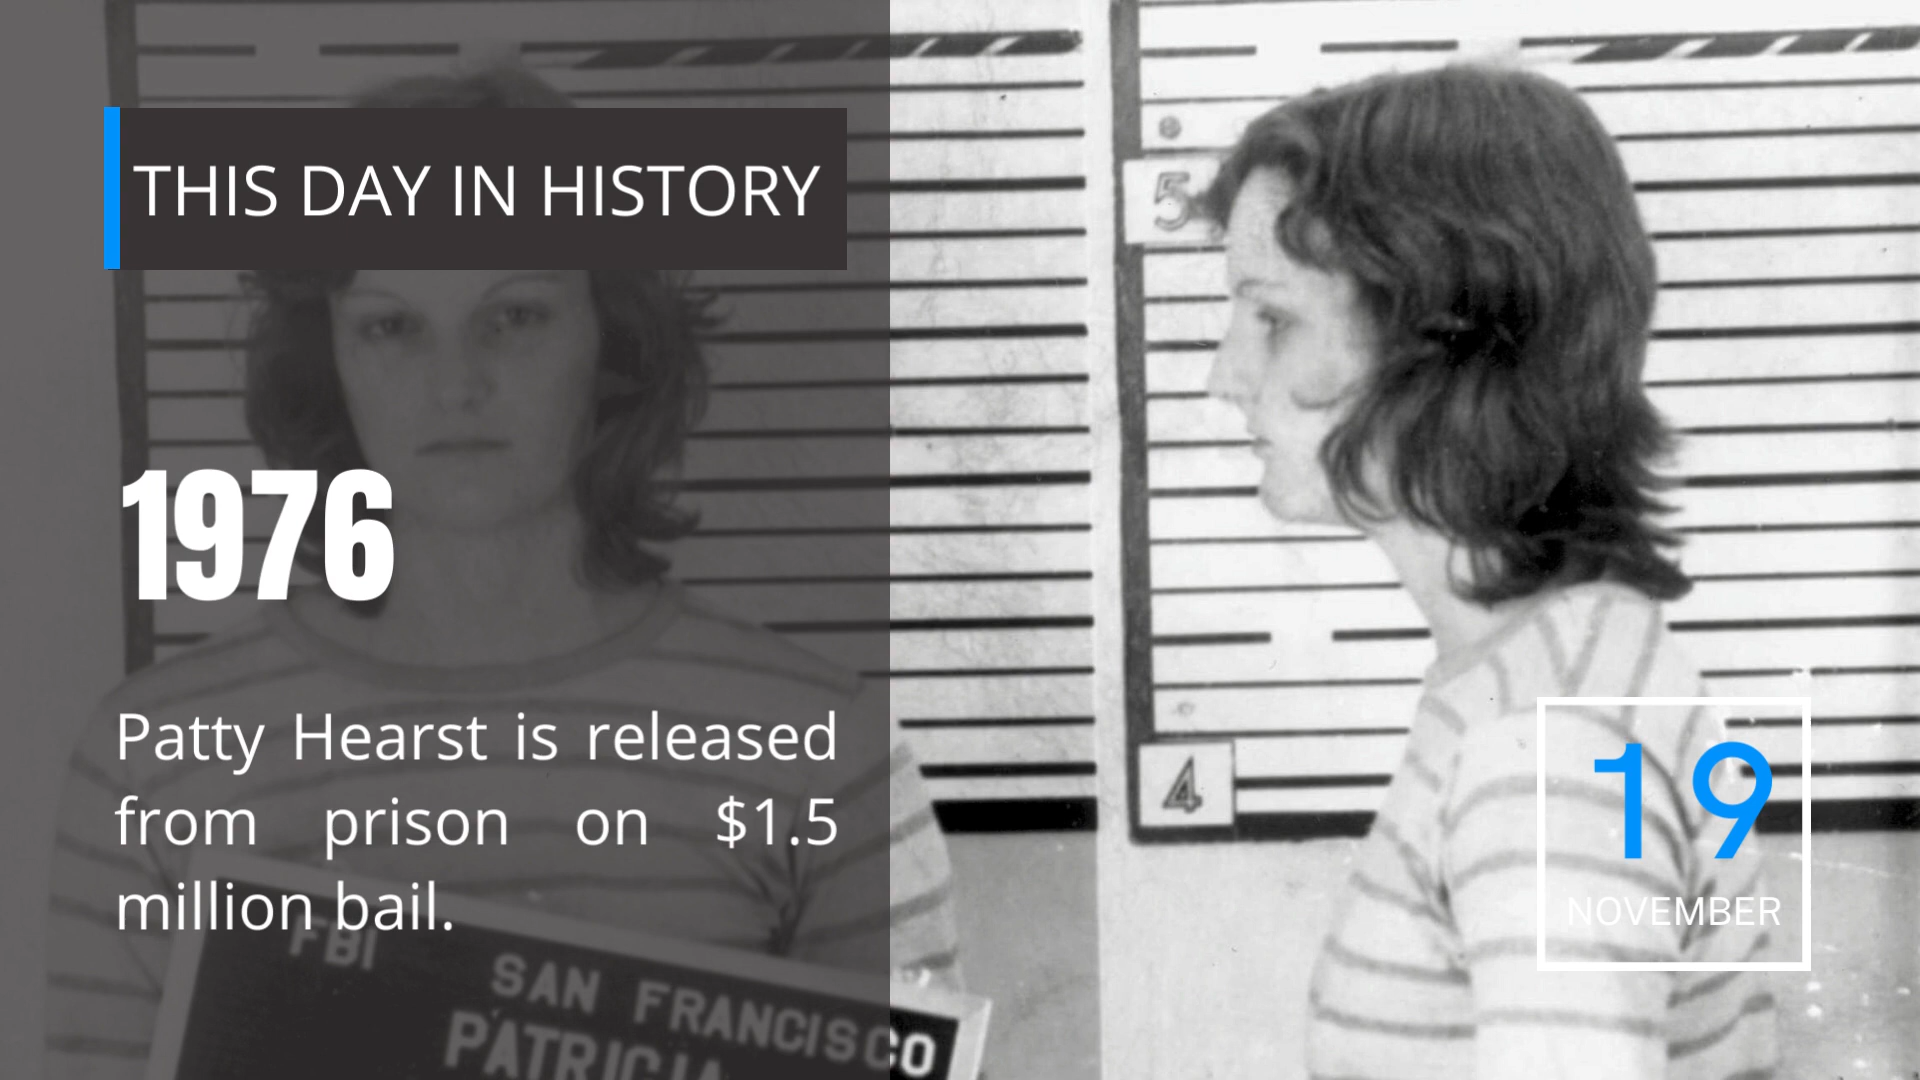 THIS DAY IN HISTORY
5
1976
Patty Hearst is released
from prison on $1.5
million bail.
4
19
NOVEMBER
FBI
SAN FRANCISCO
PATRICIA